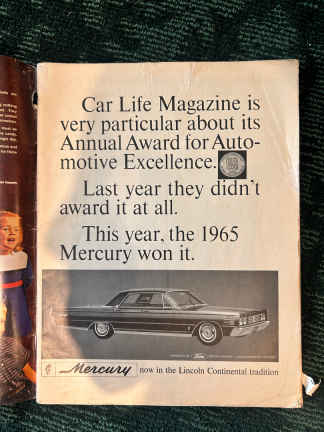 Car Life Magazine is
very particular about its
Annual Award for Auto-
motive Excellence.
Last year they didn't
award it at all.
This year, the 1965
Mercury won it.
Mercury now in the Lincoln Continental tradition